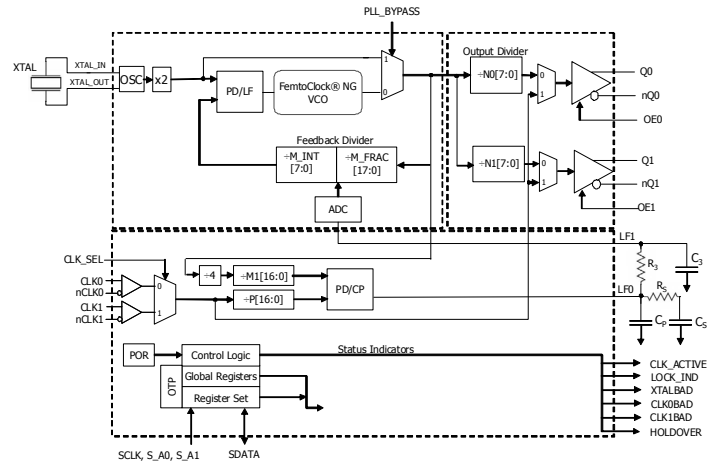 PLL_BYPASS
XTAL
XTAL_IN
XTAL_OUT
OSC
x2
PD/LF
FemtoClock® NG
VCO
1
0
Output Divider
÷N0[7:0]
0
1
Q0
nQ0
OE0
Feedback Divider
÷M_INT
[7:0]
÷M_FRAC
[17:0]
÷N1[7:0]
0
1
Q1
nQ1
OE1
ADC
LF1
CLK_SEL
CLK0
nCLK0
CLK1
nCLK1
0
1
÷4
÷M1[16:0]
÷P[16:0]
PD/CP
LF0
R3
C3
RS
CP
CS
POR
Control Logic
Status Indicators
OTP
Global Registers
Register Set
CLK_ACTIVE
LOCK_IND
XTALBAD
CLK0BAD
CLK1BAD
HOLDOVER
SCLK, S_A0, S_A1
SDATA